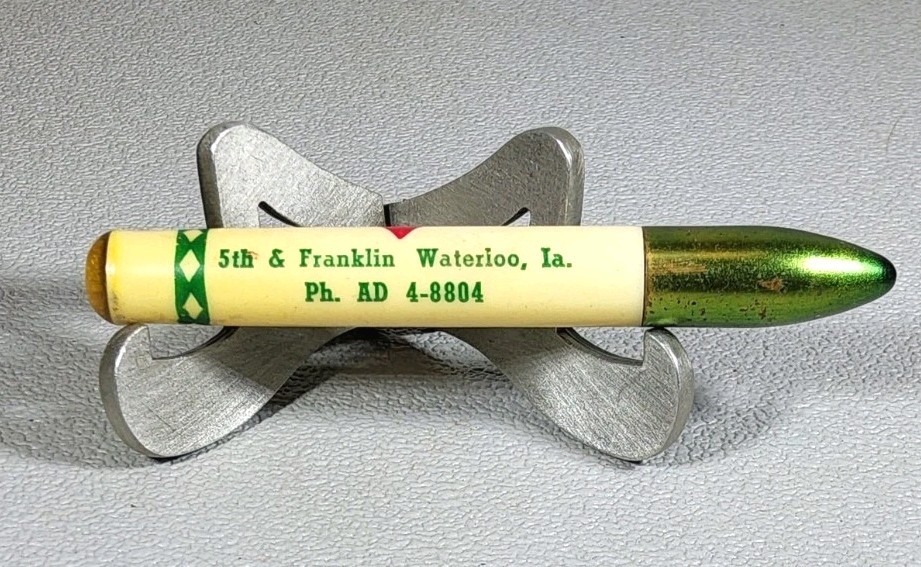 5th & Franklin Waterloo, Ia.
Ph. AD 4-8804